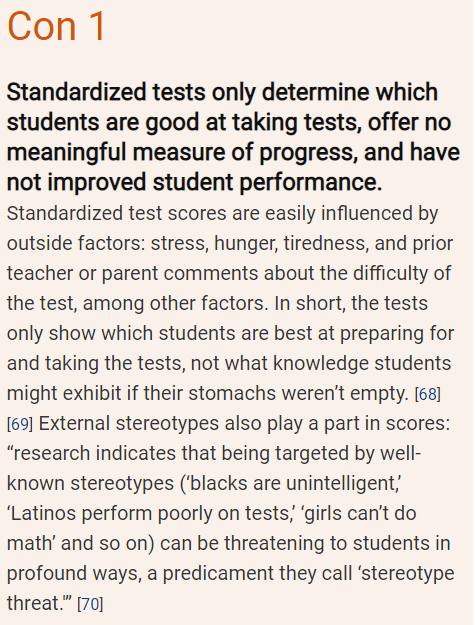 Con 1
Standardized tests only determine which
students are good at taking tests, offer no
meaningful measure of progress, and have
not improved student performance.
Standardized test scores are easily influenced by
outside factors: stress, hunger, tiredness, and prior
teacher or parent comments about the difficulty of
the test, among other factors. In short, the tests
only show which students are best at preparing for
and taking the tests, not what knowledge students
might exhibit if their stomachs weren’t empty. [68]
[69] External stereotypes also play a part in scores:
“research indicates that being targeted by well-
known stereotypes (‘blacks are unintelligent,’
‘Latinos perform poorly on tests,’ ‘girls can’t do
math’ and so on) can be threatening to students in
profound ways, a predicament they call ‘stereotype
threat.’” [70]